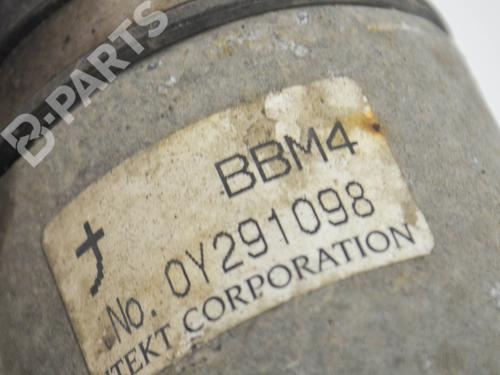 B-PARTS
BBM4
No. 0Y291098
TEKT CORPORATION